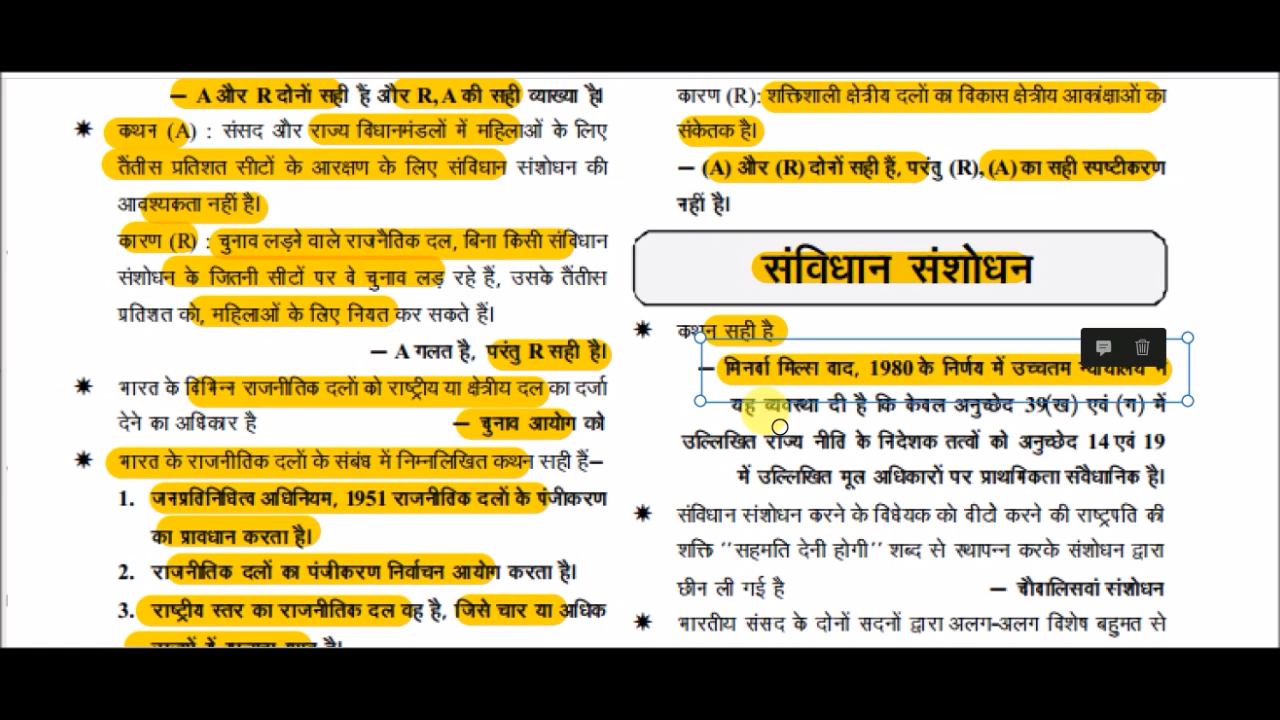 – A और R दोनों सही हैं और R, A की सही व्याख्या है।
✷ कथन (A) : संसद और राज्य विधानमंडलों में महिलाओं के लिए
तैंतीस प्रतिशत सीटों के आरक्षण के लिए संविधान संशोधन की
आवश्यकता नहीं है।
कारण (R) : चुनाव लड़ने वाले राजनैतिक दल, बिना किसी संविधान
संशोधन के जितनी सीटों पर वे चुनाव लड़ रहे हैं, उसके तैंतीस
प्रतिशत को, महिलाओं के लिए नियत कर सकते हैं।
– A गलत है, परंतु R सही है।
✷ भारत के विभिन्न राजनीतिक दलों को राष्ट्रीय या क्षेत्रीय दल का दर्जा
देने का अधिकार है – चुनाव आयोग को
✷ भारत के राजनीतिक दलों के संबंध में निम्नलिखित कथन सही हैं–
1. जनप्रतिनिधित्व अधिनियम, 1951 राजनीतिक दलों के पंजीकरण
का प्रावधान करता है।
2. राजनीतिक दलों का पंजीकरण निर्वाचन आयोग करता है।
3. राष्ट्रीय स्तर का राजनीतिक दल वह है, जिसे चार या अधिक
कारण (R): शक्तिशाली क्षेत्रीय दलों का विकास क्षेत्रीय आकांक्षाओं का
संकेतक है।
– (A) और (R) दोनों सही हैं, परंतु (R), (A) का सही स्पष्टीकरण
नहीं है।
संविधान संशोधन
✷ कथन सही है
– मिनर्वा मिल्स वाद, 1980 के निर्णय में उच्चतम न्यायालय ने
यह व्यवस्था दी है कि केवल अनुच्छेद 39(ख) एवं (ग) में
उल्लिखित राज्य नीति के निदेशक तत्वों को अनुच्छेद 14 एवं 19
में उल्लिखित मूल अधिकारों पर प्राथमिकता संवैधानिक है।
✷ संविधान संशोधन करने के विधेयक को वीटो करने की राष्ट्रपति की
शक्ति ''सहमति देनी होगी'' शब्द से स्थापन्न करके संशोधन द्वारा
छीन ली गई है – चौवालिसवां संशोधन
✷ भारतीय संसद के दोनों सदनों द्वारा अलग-अलग विशेष बहुमत से